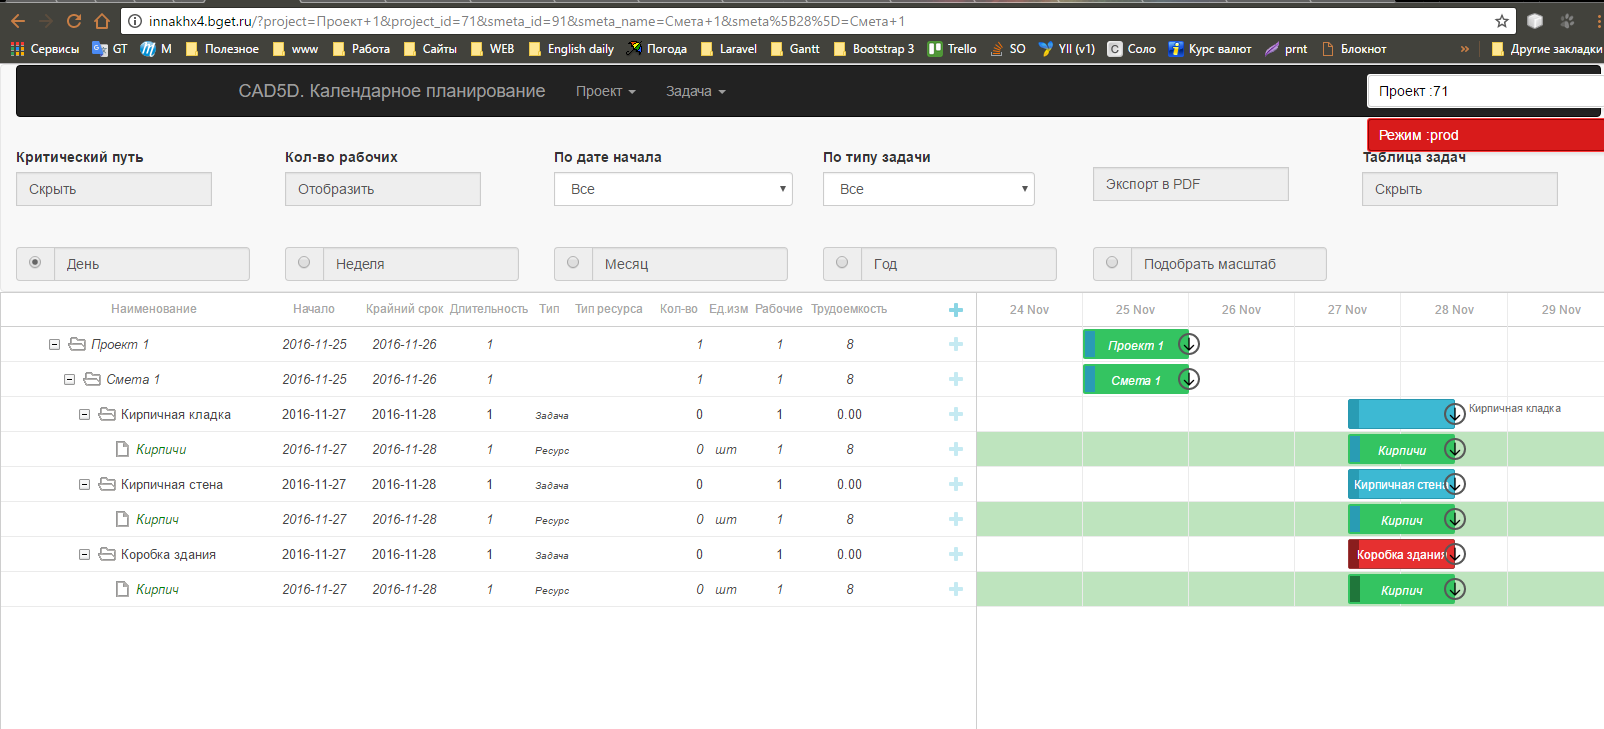 innakhx4.bget.ru/?project=Проект+1&project_id=71&smeta_id=91&smeta_name=Смета+1&smeta%5B28%5D=Смета+1
Сервисы GT M Полезное www Работа Сайты WEB English daily Погода Laravel Gantt Bootstrap 3 Trello SO YII (v1) Соло Курс валют prnt Блокнот » Другие закладки
CAD5D. Календарное планирование Проект Задача Проект :71
Режим :prod
Критический путь Кол-во рабочих По дате начала По типу задачи Таблица задач
Скрыть Отобразить Все Все Экспорт в PDF Скрыть
День Неделя Месяц Год Подобрать масштаб
Наименование Начало Крайний срок Длительность Тип Тип ресурса Кол-во Ед.изм Рабочие Трудоемкость 24 Nov 25 Nov 26 Nov 27 Nov 28 Nov 29 Nov
Проект 1 2016-11-25 2016-11-26 1 1 1 8 Проект 1
Смета 1 2016-11-25 2016-11-26 1 1 1 8 Смета 1
Кирпичная кладка 2016-11-27 2016-11-28 1 Задача 0 1 0.00 Кирпичная кладка
Кирпичи 2016-11-27 2016-11-28 1 Ресурс 0 шт 1 8 Кирпичи
Кирпичная стена 2016-11-27 2016-11-28 1 Задача 0 1 0.00 Кирпичная стена
Кирпич 2016-11-27 2016-11-28 1 Ресурс 0 шт 1 8 Кирпич
Коробка здания 2016-11-27 2016-11-28 1 Задача 0 1 0.00 Коробка здания
Кирпич 2016-11-27 2016-11-28 1 Ресурс 0 шт 1 8 Кирпич